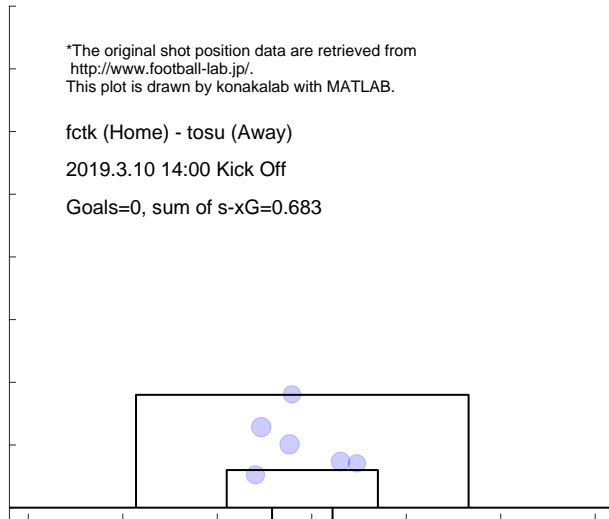 *The original shot position data are retrieved from
http://www.football-lab.jp/.
This plot is drawn by konakalab with MATLAB.
fctk (Home) - tosu (Away)
2019.3.10 14:00 Kick Off
Goals=0, sum of s-xG=0.683